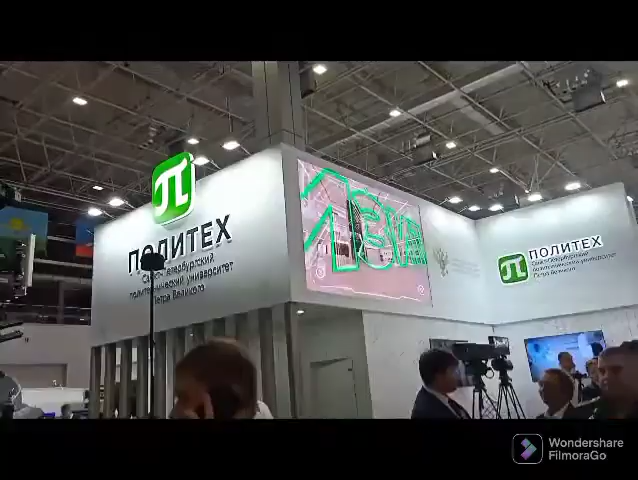 ПОЛИТЕХ
Санкт-Петербургский
политехнический университет
Петра Великого
ПОЛИТЕХ
Санкт-Петербургский
политехнический университет
Петра Великого
Wondershare
FilmoraGo